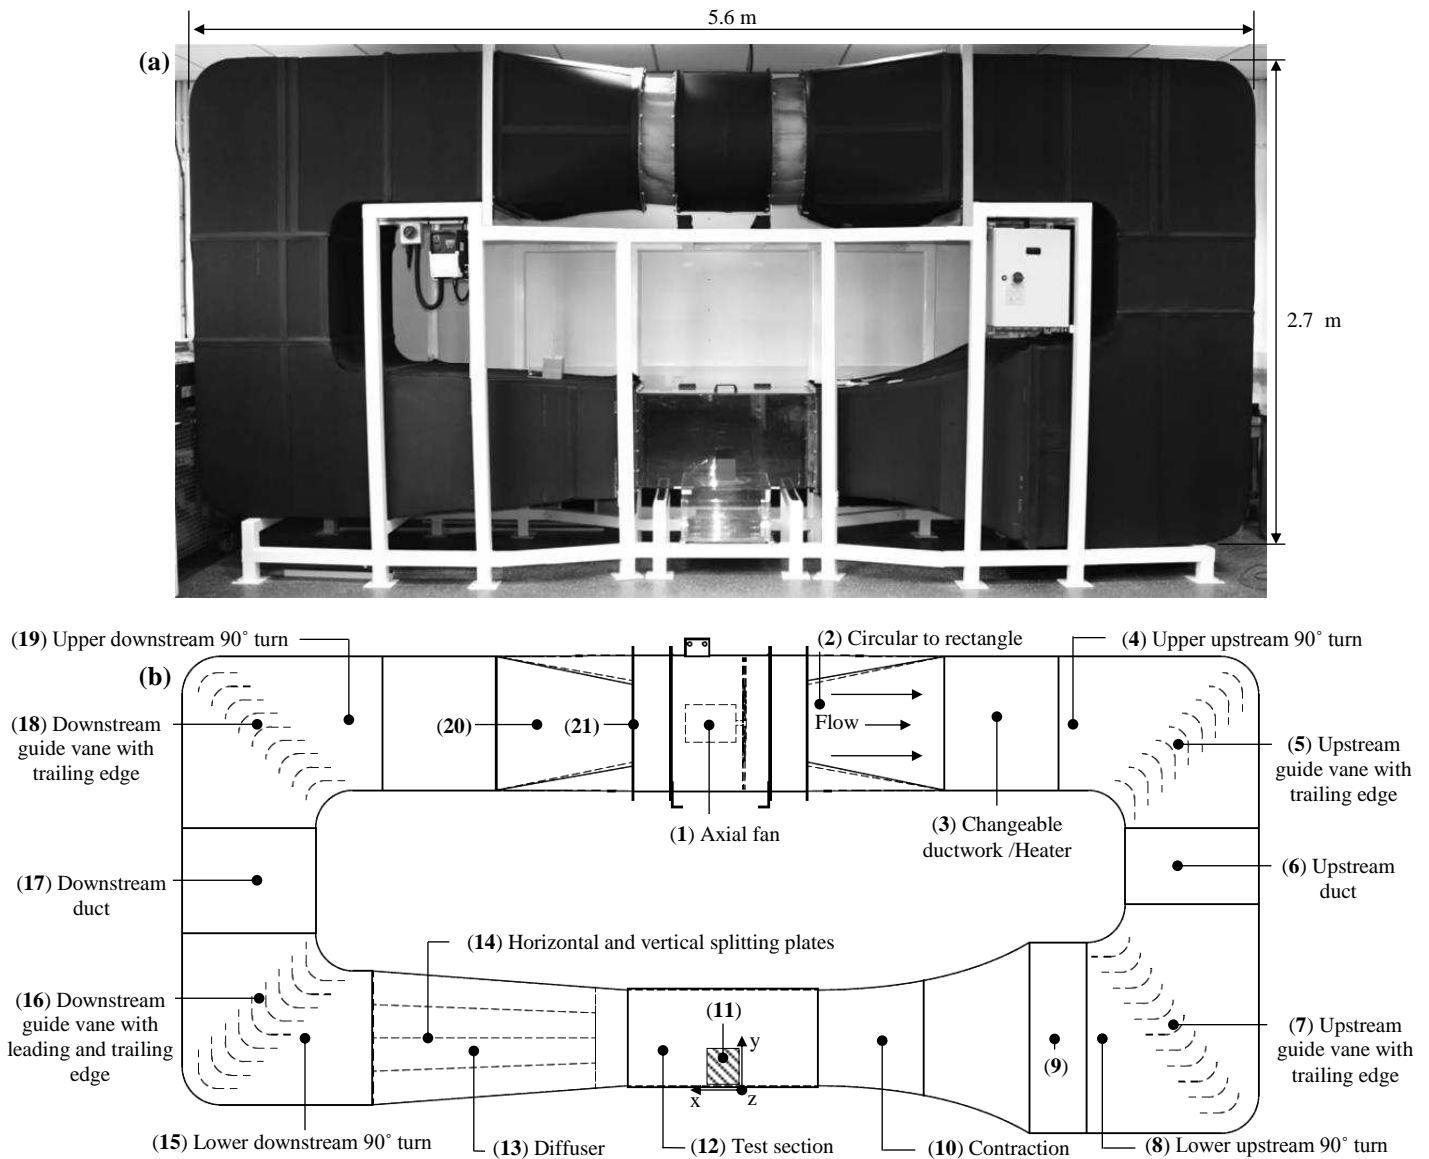 5.6 m
(a)
2.7 m
(19) Upper downstream 90˚ turn
(2) Circular to rectangle
(4) Upper upstream 90˚ turn
(b)
(18) Downstream
guide vane with
trailing edge
(20)
(21)
Flow
(5) Upstream
guide vane with
trailing edge
(1) Axial fan
(3) Changeable
ductwork /Heater
(17) Downstream
duct
(6) Upstream
duct
(14) Horizontal and vertical splitting plates
(16) Downstream
guide vane with
leading and trailing
edge
(11)
y
x
z
(9)
(7) Upstream
guide vane with
trailing edge
(15) Lower downstream 90˚ turn
(13) Diffuser
(12) Test section
(10) Contraction
(8) Lower upstream 90˚ turn